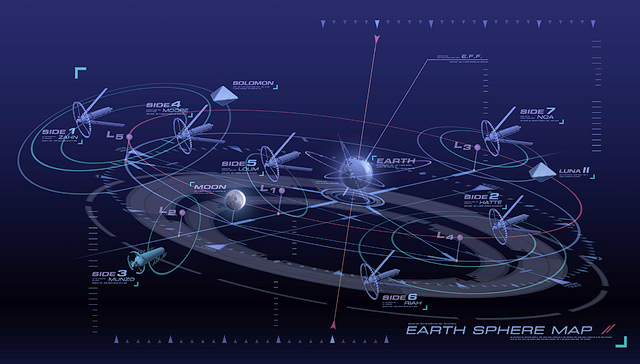 E.F.F.
SOLOMON
SIDE 4
MOORE
SIDE 7
NOA
SIDE 1
ZAHN
L5
L3
SIDE 5
LOUM
EARTH
LUNA II
MOON
L1
SIDE 2
HATTE
L2
L4
SIDE 3
MUNZO
SIDE 6
RIAH
EARTH SPHERE MAP